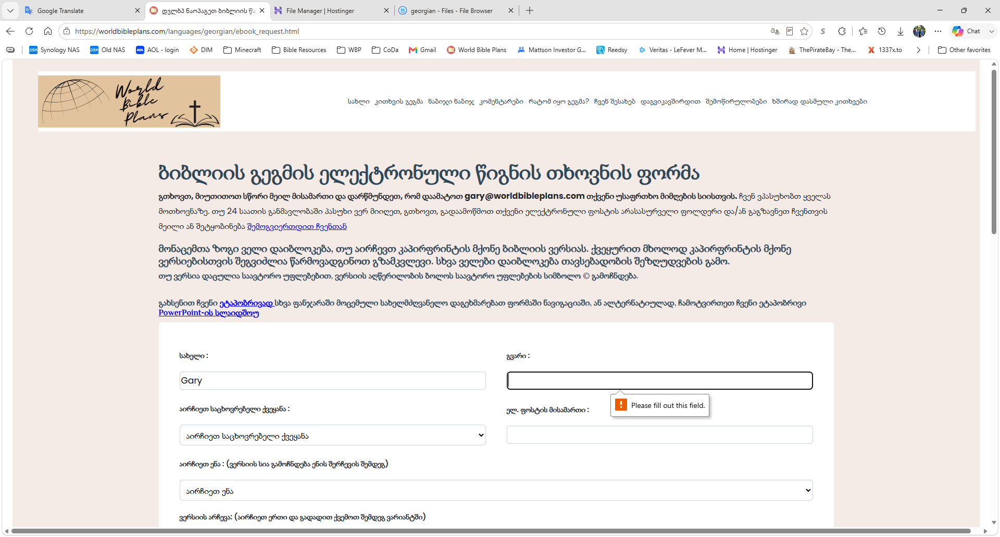 Google Translate
დვლბპ ნაოპაგეთ ბიბლიის წა
File Manager | Hostinger
georgian - Files - File Browser
https://worldbibleplans.com/languages/georgian/ebook_request.html
Chat
Synology NAS
Old NAS
AOL - login
DIM
Minecraft
Bible Resources
WBP
CoDa
Gmail
World Bible Plans
Mattson Investor G...
Reedsy
Veritas - LeFever M...
Home | Hostinger
ThePirateBay - The...
1337x.to
Other favorites
World
Bible
Plans
სახლი კითხვის გეგმა ნაბიჯი ნაბიჯ კომენტარები რატომ იყო გეგმა? ჩვენ შესახებ დაგვიკავშირდით შემოწირულობები ხშირად დასმული კითხვები
ბიბლიის გეგმის ელექტრონული წიგნის თხოვნის ფორმა
გთხოვთ, მიუთითოთ სწორი მეილ მისამართი და დარწმუნდეთ, რომ დაამატოთ gary@worldbibleplans.com თქვენი უსაფრთხო მიმღების სიისთვის. ჩვენ ვპასუხობთ ყველას
მოთხოვნაზე. თუ 24 საათის განმავლობაში პასუხი ვერ მიიღეთ, გთხოვთ, გადაამოწმოთ თქვენი ელექტრონული ფოსტის არასასურველი ფოლდერი და/ან გაგზავნეთ ჩვენთვის
მეილი ან შეტყობინება შემოგვიერთდით ჩვენთან
მონაცემთა ზოგი ველი დაიბლოკება, თუ აირჩევთ კაპირფრინტის მქონე ბიბლიის ვერსიას. ქვეყურით მხოლოდ კაპირფრინტის მქონე
ვერსიებისთვის შეგვიძლია წარმოვადგინოთ გზამკვლევი. სხვა ველები დაიბლოკება თავსებადობის შეზღუდვების გამო.
თუ ვერსია დაცულია საავტორო უფლებებით, ვერსიის აღწერილობის ბოლოს საავტორო უფლებების სიმბოლო © გამოჩნდება.
გახსენით ჩვენი ეტაპობრივად სხვა ფანჯარაში მოცემული სახელმძღვანელო დაგეხმარებათ ფორმაში ნავიგაციაში, ან ალტერნატიულად, ჩამოტვირთეთ ჩვენი ეტაპობრივი
PowerPoint-ის სლაიდშოუ
სახელი :
გვარი :
Gary
Please fill out this field.
აირჩიეთ საცხოვრებელი ქვეყანა :
ელ. ფოსტის მისამართი :
აირჩიეთ საცხოვრებელი ქვეყანა
აირჩიეთ ენა : (ვერსიის სია გამოჩნდება ენის შერჩევის შემდეგ)
აირჩიეთ ენა
ვერსიის არჩევა: (აირჩიეთ ერთი და გადადით ქვემოთ შემდეგ ვარიანტში)